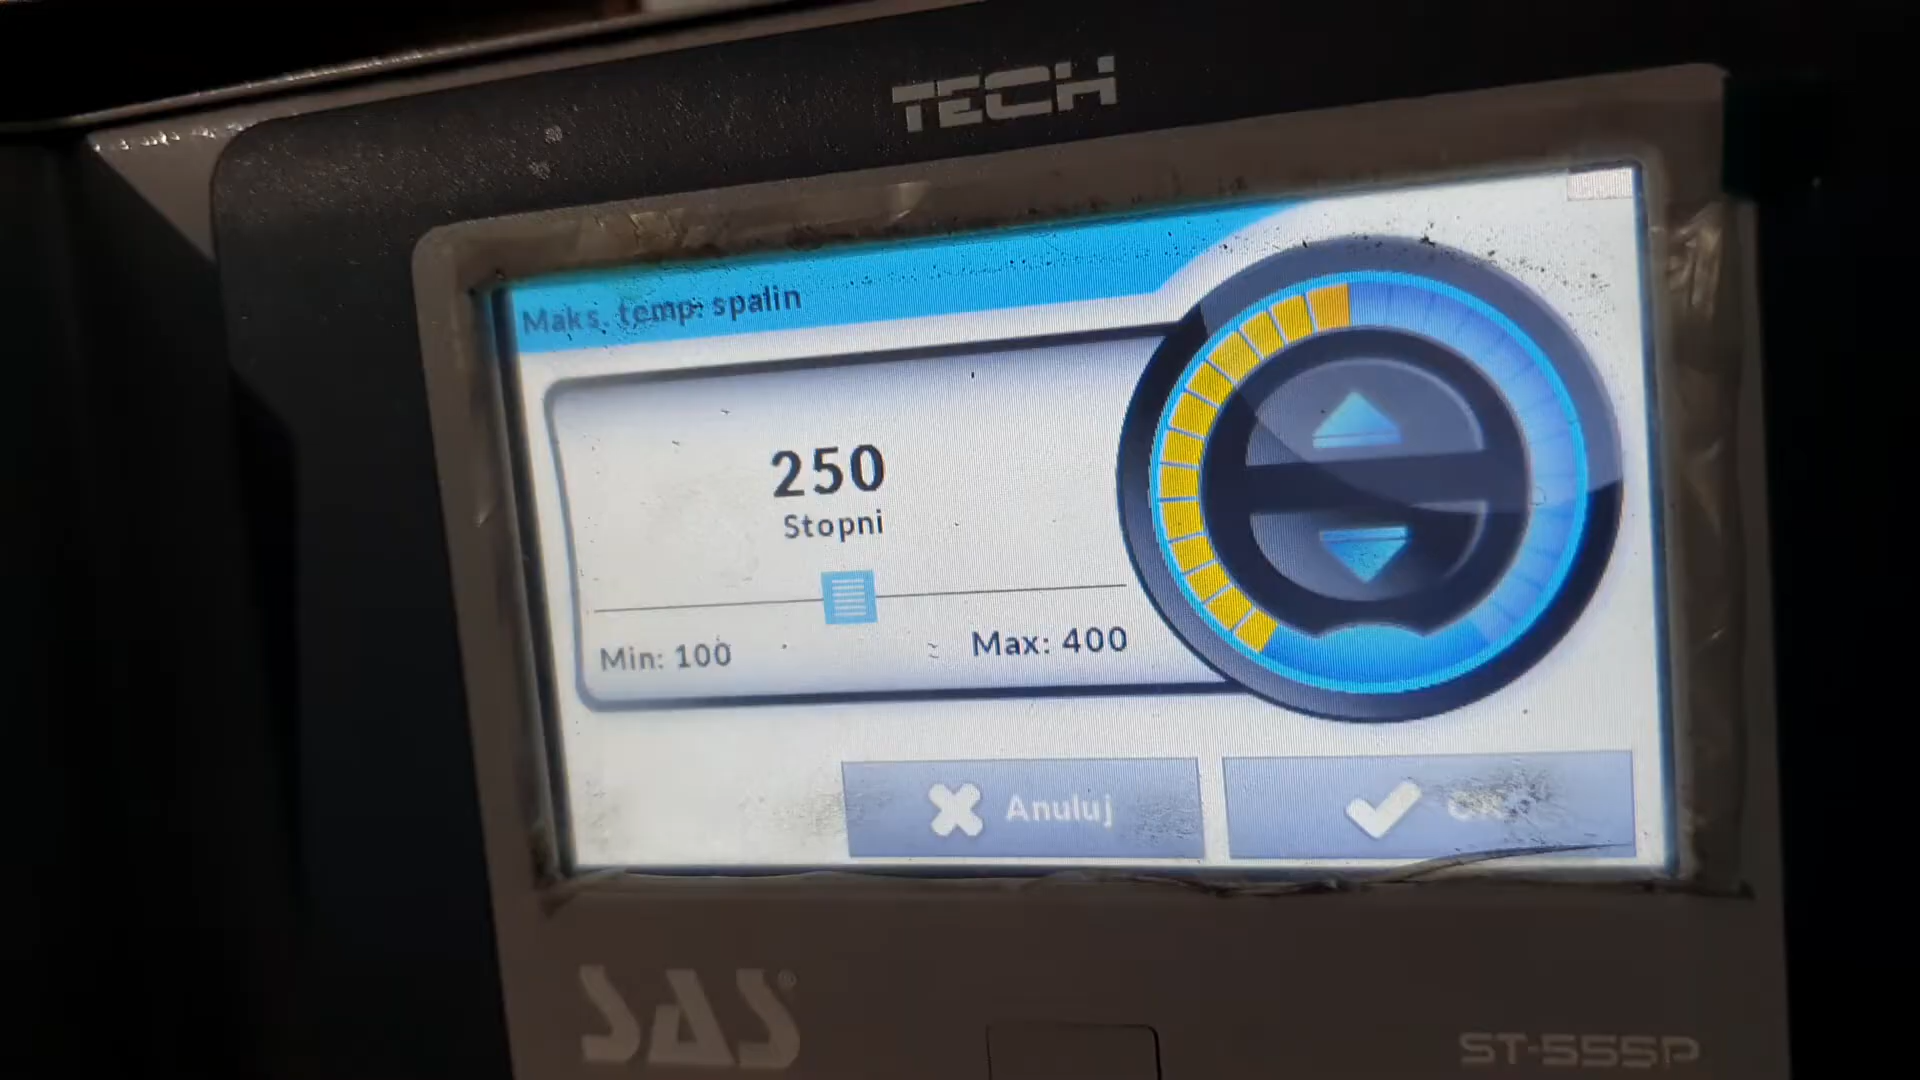 TECH
Maks. temp. spalin
250
Stopni
Min: 100
Max: 400
Anuluj
SAS
ST-555P